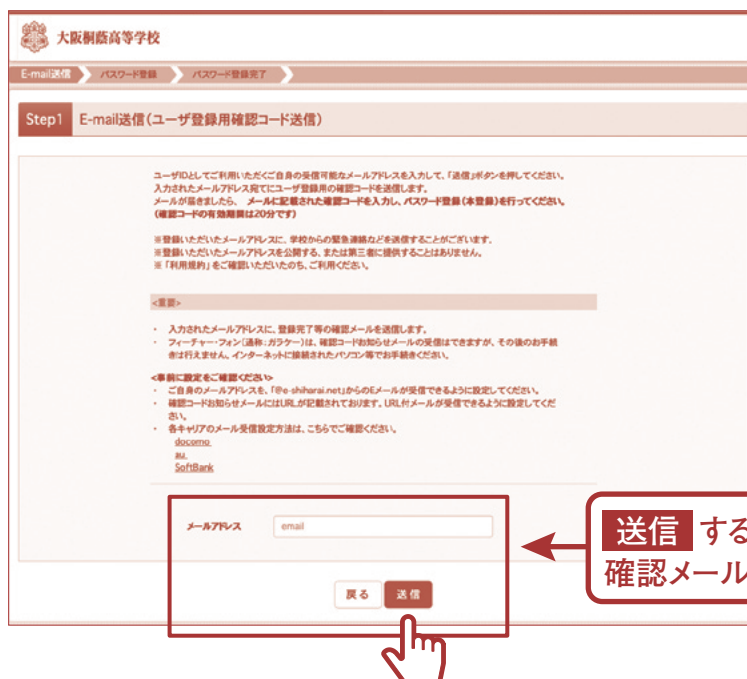 大阪桐蔭高等学校
E-mail送信 パスワード登録 パスワード登録完了
Step1 E-mail送信(ユーザ登録用確認コード送信)
ユーザIDとしてご利用いただくご自身の受信可能なメールアドレスを入力して、「送信」ボタンを押してください。
入力されたメールアドレス宛てにユーザ登録用の確認コードを送信します。
メールが届きましたら、 メールに記載された確認コードを入力し、パスワード登録(本登録)を行ってください。
(確認コードの有効期限は20分です)
※登録いただいたメールアドレスに、学校からの緊急連絡などを送信することがございます。
※登録いただいたメールアドレスを公開する、または第三者に提供することはありません。
※「利用規約」をご確認いただいたのち、ご利用ください。
<重要>
・ 入力されたメールアドレスに、登録完了等の確認メールを送信します。
・ フィーチャー・フォン(通称:ガラケー)は、確認コードお知らせメールの受信はできますが、その後のお手続
きは行えません。インターネットに接続されたパソコン等でお手続きください。
<事前に設定をご確認ください>
・ ご自身のメールアドレスを、「@e-shiharai.net」からのEメールが受信できるように設定してください。
・ 確認コードお知らせメールにはURLが記載されております。URL付メールが受信できるように設定してくだ
さい。
・ 各キャリアのメール受信設定方法は、こちらでご確認ください。
docomo
au
SoftBank
メールアドレス email
送信 する
確認メール
戻る 送信